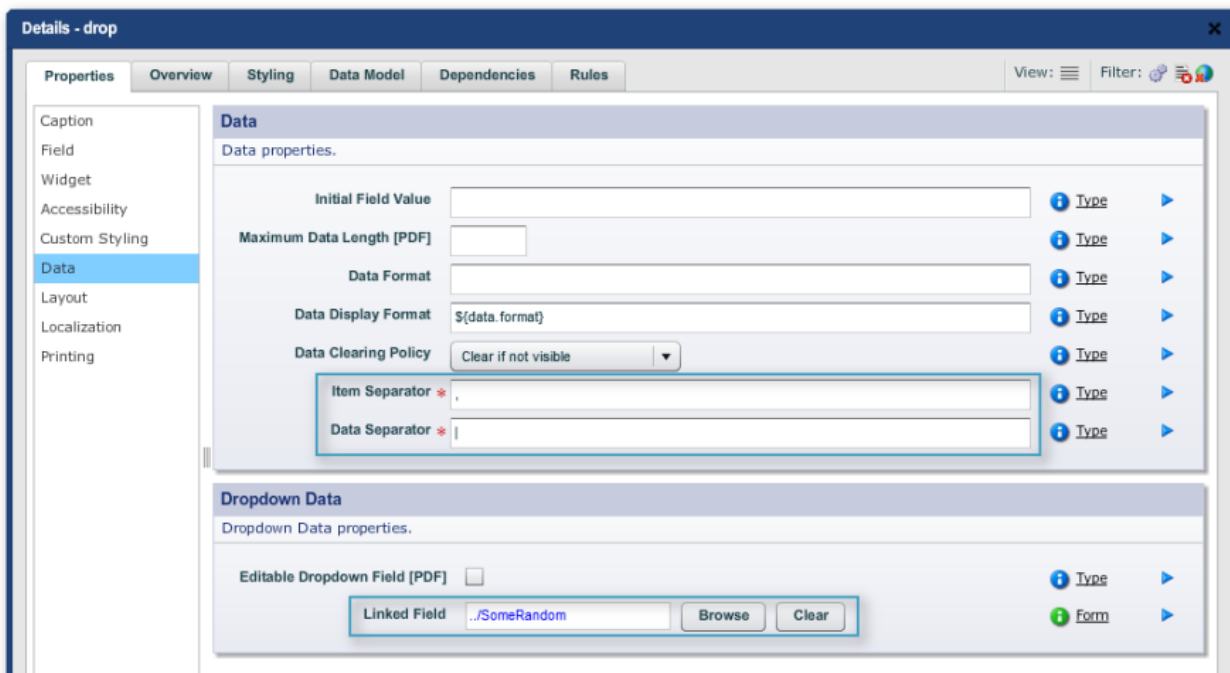 Details - drop
Properties Overview Styling Data Model Dependencies Rules View: Filter:
Caption
Field
Widget
Accessibility
Custom Styling
Data
Layout
Localization
Printing
Data
Data properties.
Initial Field Value Type
Maximum Data Length [PDF] Type
Data Format Type
Data Display Format ${data.format} Type
Data Clearing Policy Clear if not visible Type
Item Separator * , Type
Data Separator * | Type
Dropdown Data
Dropdown Data properties.
Editable Dropdown Field [PDF] Type
Linked Field ../SomeRandom Browse Clear Form